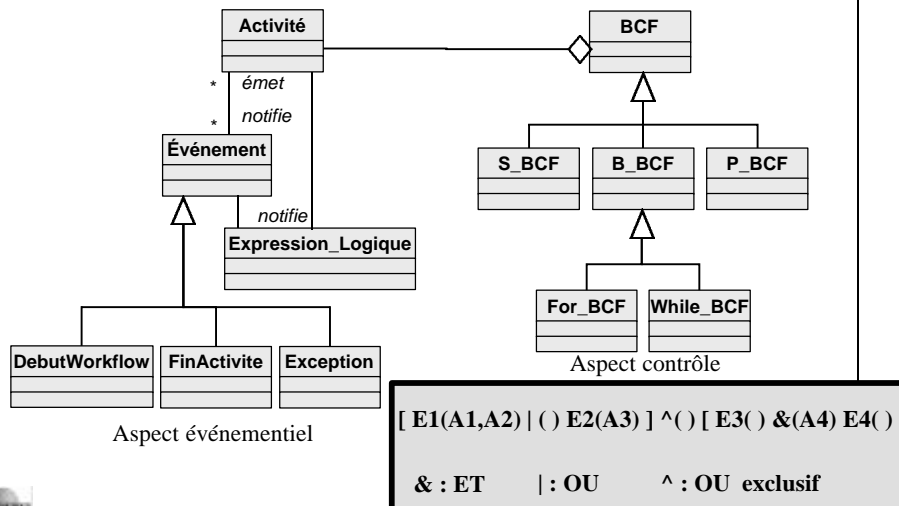 Activité
BCF
* émet
* notifie
Événement
S_BCF B_BCF P_BCF
notifie
Expression_Logique
For_BCF While_BCF
DebutWorkflow FinActivite Exception
Aspect contrôle
Aspect événementiel
[ E1(A1,A2) | ( ) E2(A3) ] ^( ) [ E3( ) &(A4) E4( )
& : ET | : OU ^ : OU exclusif